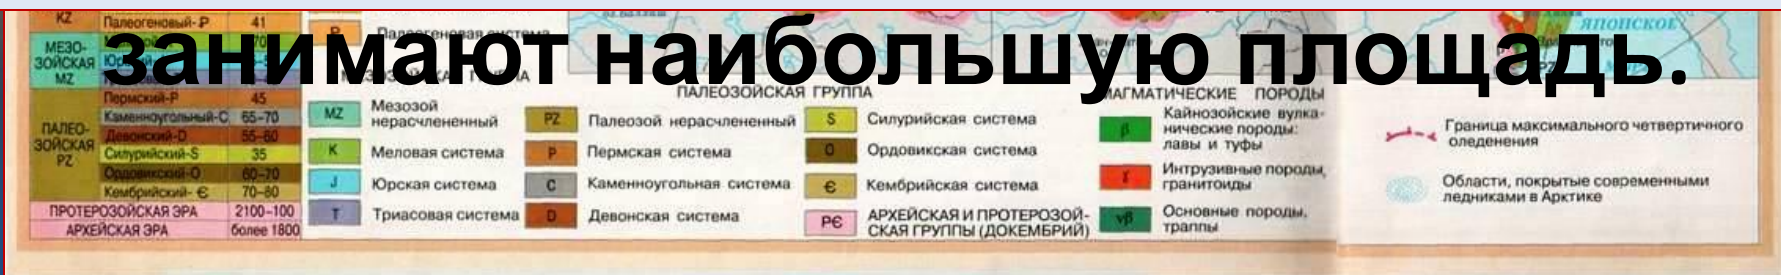 занимают наибольшую площадь.
KZ
Палеогеновый-P 41
P
ЯПОНСКОЕ
МЕЗО-
ЗОЙСКАЯ
MZ
ПАЛЕОЗОЙСКАЯ ГРУППА
МАГМАТИЧЕСКИЕ ПОРОДЫ
ПАЛЕО-
ЗОЙСКАЯ
PZ
Пермский-P 45
Каменноугольный-C 65-70
Девонский-D 55-60
Силурийский-S 35
Ордовикский-O 60-70
Кембрийский-Є 70-80
ПРОТЕРОЗОЙСКАЯ ЭРА 2100-100
АРХЕЙСКАЯ ЭРА более 1800
MZ Мезозой
нерасчлененный
K Меловая система
J Юрская система
T Триасовая система
PZ Палеозой нерасчлененный
P Пермская система
C Каменноугольная система
D Девонская система
S Силурийская система
O Ордовикская система
Є Кембрийская система
PЄ АРХЕЙСКАЯ И ПРОТЕРОЗОЙ-
СКАЯ ГРУППЫ (ДОКЕМБРИЙ)
β Кайнозойские вулка-
нические породы:
лавы и туфы
γ Интрузивные породы,
гранитоиды
νβ Основные породы,
траппы
Граница максимального четвертичного
оледенения
Области, покрытые современными
ледниками в Арктике